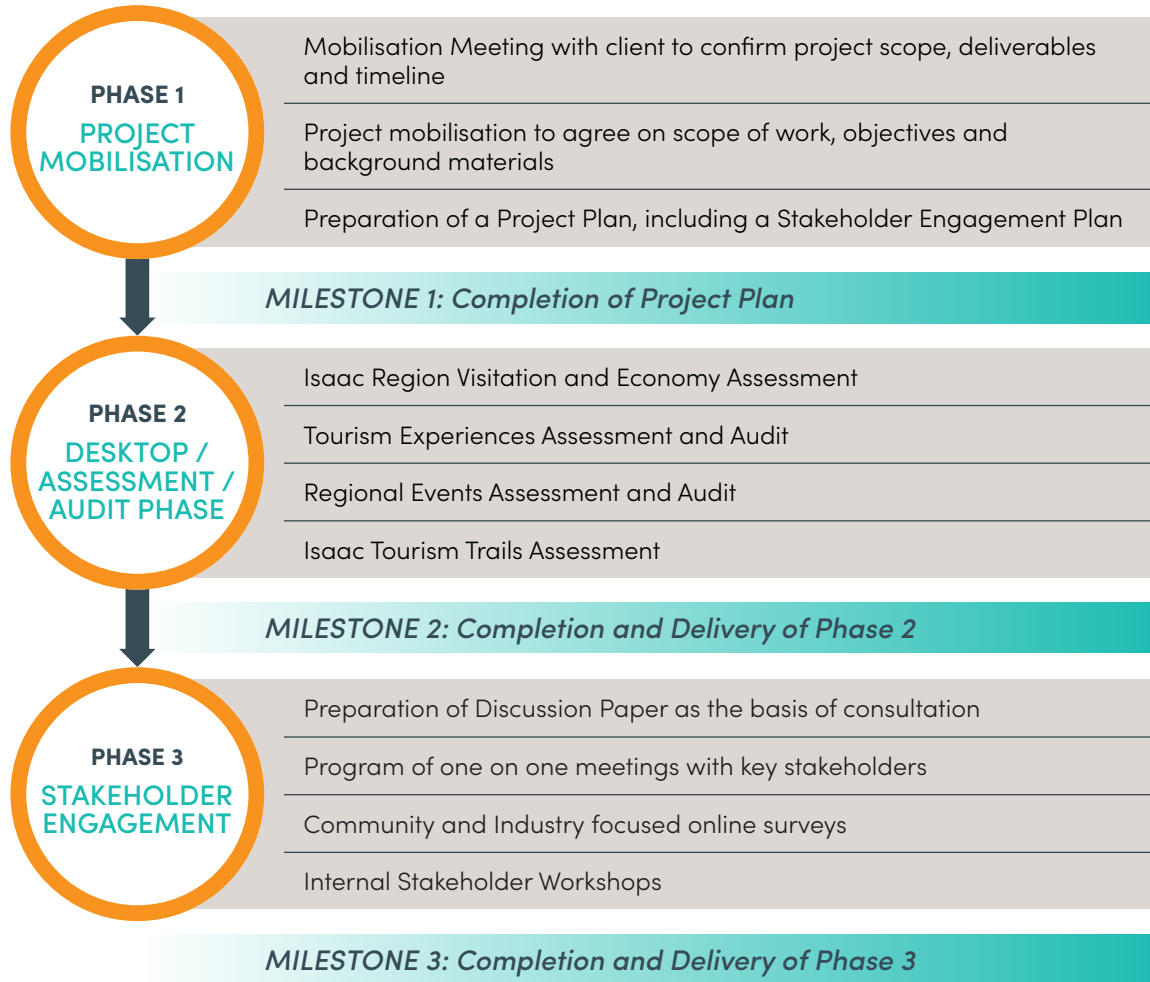 PHASE 1
PROJECT
MOBILISATION
Mobilisation Meeting with client to confirm project scope, deliverables
and timeline
Project mobilisation to agree on scope of work, objectives and
background materials
Preparation of a Project Plan, including a Stakeholder Engagement Plan
MILESTONE 1: Completion of Project Plan
PHASE 2
DESKTOP /
ASSESSMENT /
AUDIT PHASE
Isaac Region Visitation and Economy Assessment
Tourism Experiences Assessment and Audit
Regional Events Assessment and Audit
Isaac Tourism Trails Assessment
MILESTONE 2: Completion and Delivery of Phase 2
PHASE 3
STAKEHOLDER
ENGAGEMENT
Preparation of Discussion Paper as the basis of consultation
Program of one on one meetings with key stakeholders
Community and Industry focused online surveys
Internal Stakeholder Workshops
MILESTONE 3: Completion and Delivery of Phase 3